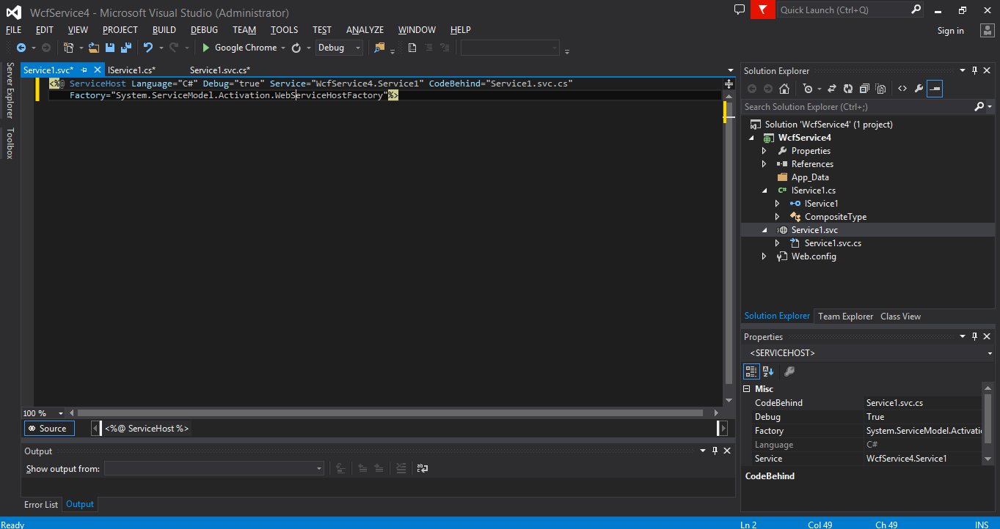 WcfService4 - Microsoft Visual Studio (Administrator)
Quick Launch (Ctrl+Q)
FILE EDIT VIEW PROJECT BUILD DEBUG TEAM TOOLS TEST ANALYZE WINDOW HELP
Sign in
Google Chrome Debug
Server Explorer
Toolbox
Service1.svc* IService1.cs* Service1.svc.cs*
<%@ ServiceHost Language="C#" Debug="true" Service="WcfService4.Service1" CodeBehind="Service1.svc.cs"
Factory="System.ServiceModel.Activation.WebServiceHostFactory"%>
100 %
Source
<%@ ServiceHost %>
Output
Show output from:
Error List Output
Solution Explorer
Search Solution Explorer (Ctrl+;)
Solution 'WcfService4' (1 project)
WcfService4
Properties
References
App_Data
C# IService1.cs
IService1
CompositeType
Service1.svc
Service1.svc.cs
Web.config
Solution Explorer Team Explorer Class View
Properties
<SERVICEHOST>
Misc
CodeBehind Service1.svc.cs
Debug True
Factory System.ServiceModel.Activatio
Language C#
Service WcfService4.Service1
CodeBehind
Ready
Ln 2 Col 49 Ch 49 INS